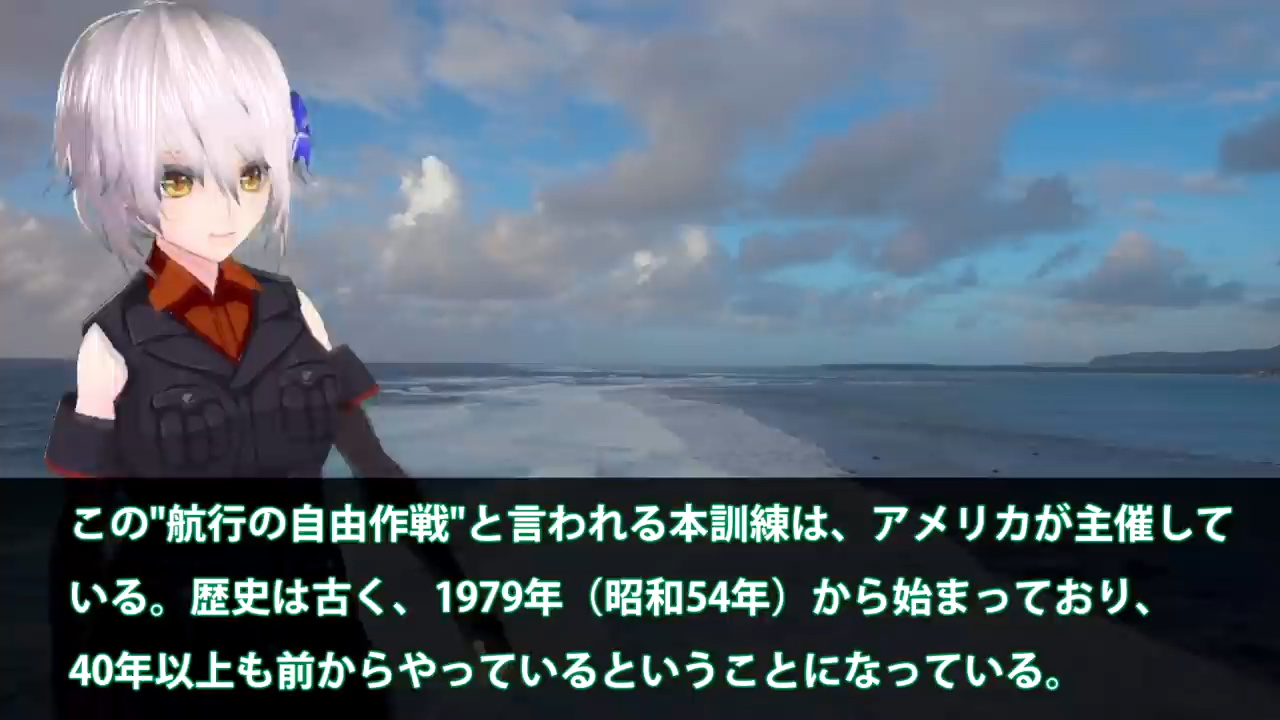 この"航行の自由作戦"と言われる本訓練は、アメリカが主催して
いる。歴史は古く、1979年（昭和54年）から始まっており、
40年以上も前からやっているということになっている。